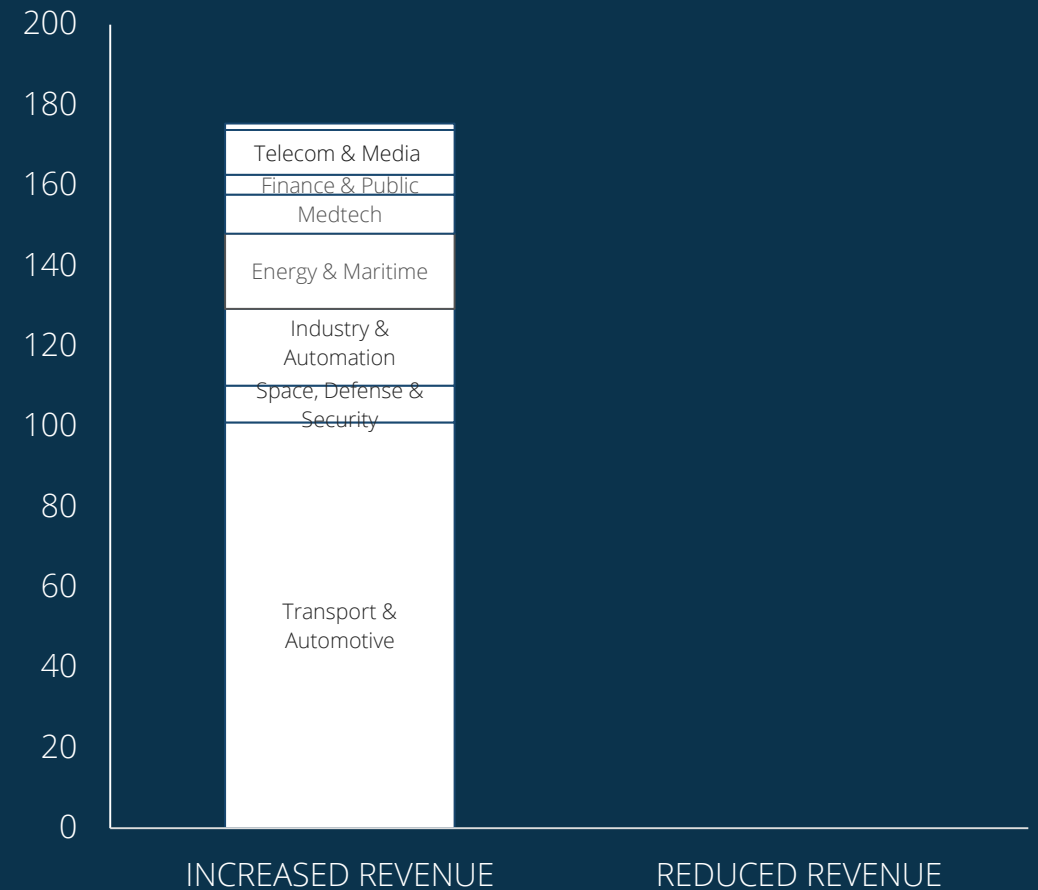 200
180
160
140
120
100
80
60
40
20
0
Telecom & Media
Finance & Public
Medtech
Energy & Maritime
Industry &
Automation
Space, Defense &
Security
Transport &
Automotive
INCREASED REVENUE
REDUCED REVENUE